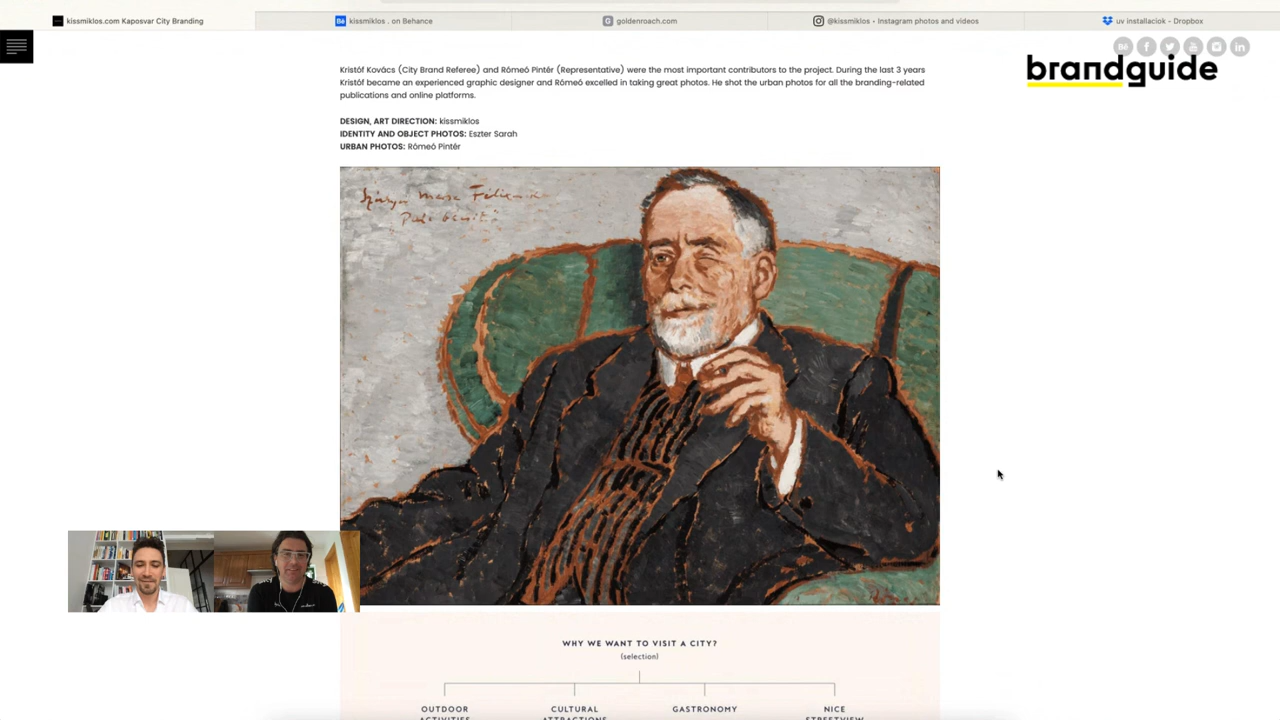 kissmiklos.com Kaposvar City Branding
kissmiklos . on Behance
goldenroach.com
@kissmiklos • Instagram photos and videos
uv installaciok - Dropbox
brandguide
Kristóf Kovács (City Brand Referee) and Rómeó Pintér (Representative) were the most important contributors to the project. During the last 3 years
Kristóf became an experienced graphic designer and Rómeó excelled in taking great photos. He shot the urban photos for all the branding-related
publications and online platforms.
DESIGN, ART DIRECTION: kissmiklos
IDENTITY AND OBJECT PHOTOS: Eszter Sarah
URBAN PHOTOS: Rómeó Pintér
WHY WE WANT TO VISIT A CITY?
(selection)
OUTDOOR ACTIVITIES
CULTURAL ATTRACTIONS
GASTRONOMY
NICE STREETVIEW